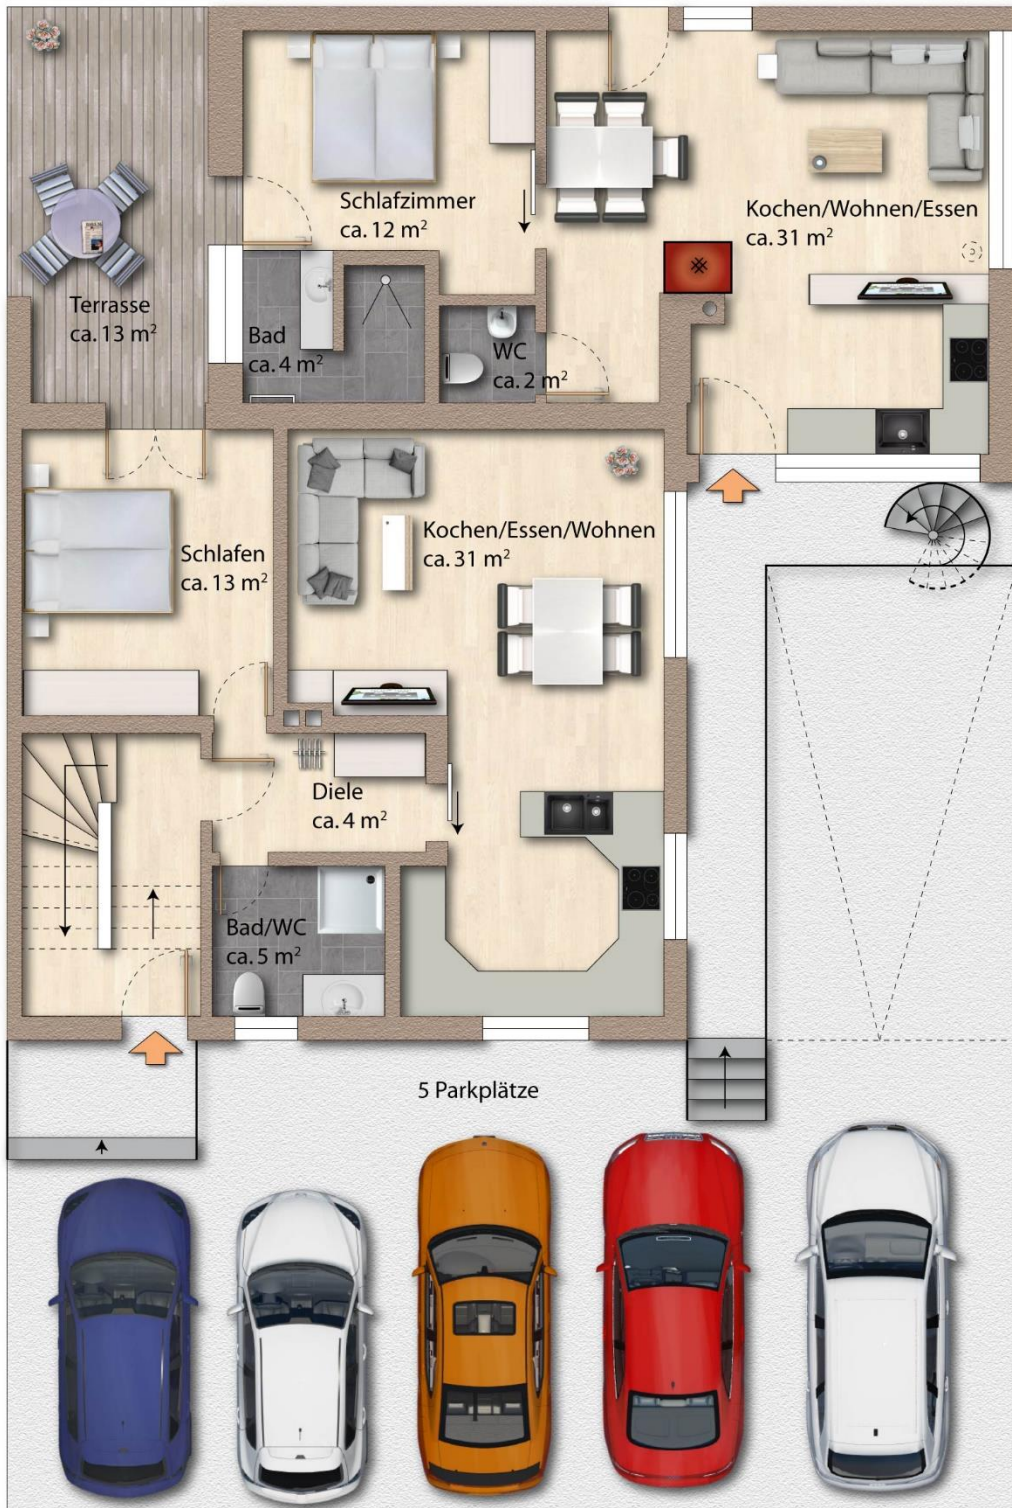 Schlafzimmer
ca. 12 m²
Kochen/Wohnen/Essen
ca. 31 m²
Terrasse
ca. 13 m²
Bad
ca. 4 m²
WC
ca. 2 m²
Schlafen
ca. 13 m²
Kochen/Essen/Wohnen
ca. 31 m²
Diele
ca. 4 m²
Bad/WC
ca. 5 m²
5 Parkplätze